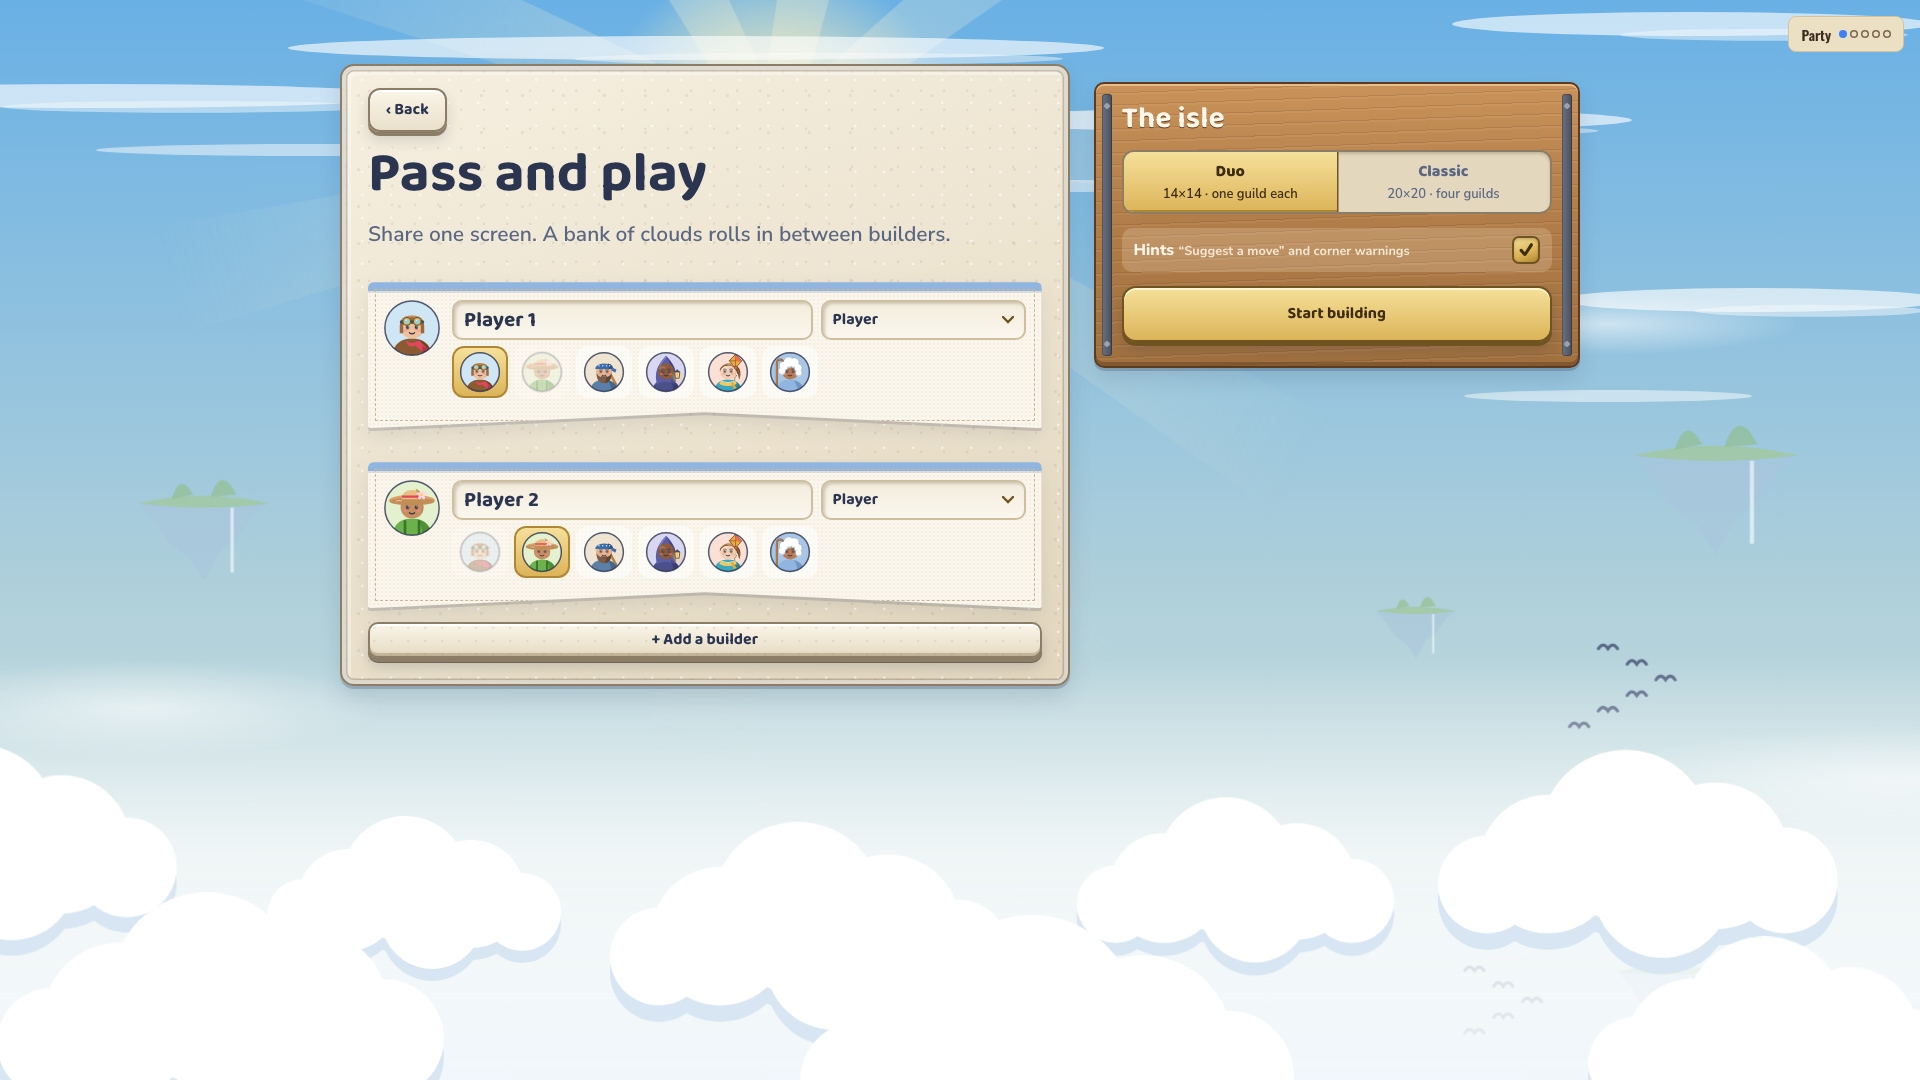 Party
‹ Back
Pass and play
Share one screen. A bank of clouds rolls in between builders.
Player 1
Player
Player 2
Player
+ Add a builder
The isle
Duo
14×14 · one guild each
Classic
20×20 · four guilds
Hints “Suggest a move” and corner warnings
Start building